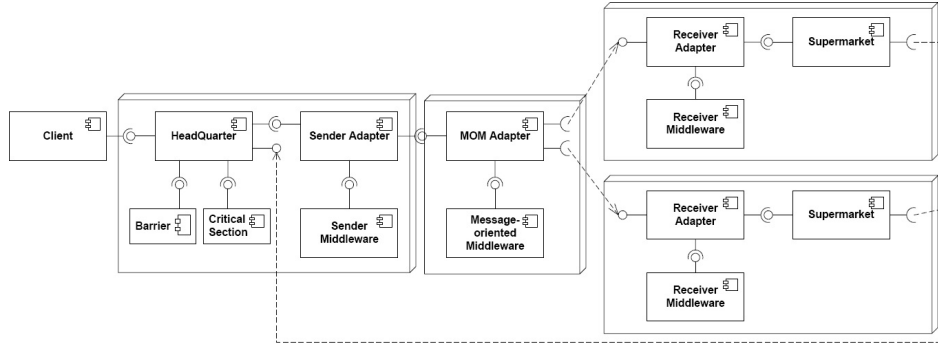 Client
HeadQuarter
Barrier
Critical
Section
Sender Adapter
Sender
Middleware
MOM Adapter
Message-
oriented
Middleware
Receiver
Adapter
Supermarket
Receiver
Middleware
Receiver
Adapter
Supermarket
Receiver
Middleware